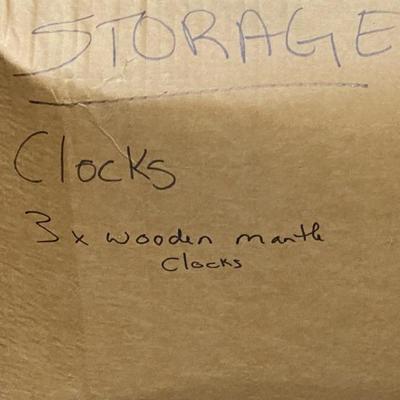 STORAGE
Clocks
3 x wooden mantle
Clocks